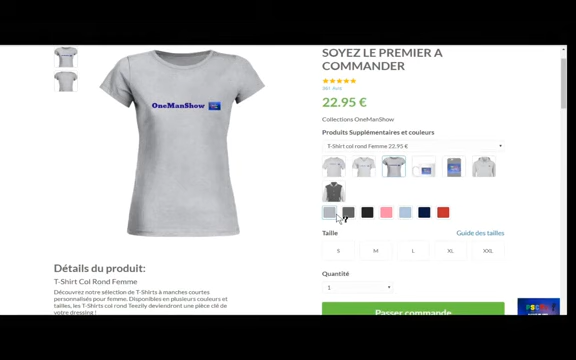 SOYEZ LE PREMIER A
COMMANDER
22.95 €
Collections OneManShow
Produits Supplémentaires et couleurs
T-Shirt col rond Femme 22.95 €
OneManShow
Taille
Guide des tailles
S
M
L
XL
XXL
Quantité
1
Passer commande
Détails du produit:
T-Shirt Col Rond Femme
Découvrez notre sélection de T-Shirts à manches courtes
personnalisés pour femme. Disponibles en plusieurs couleurs et
tailles, les T-Shirts col rond Teezily deviendront une pièce clé de
votre dressing !